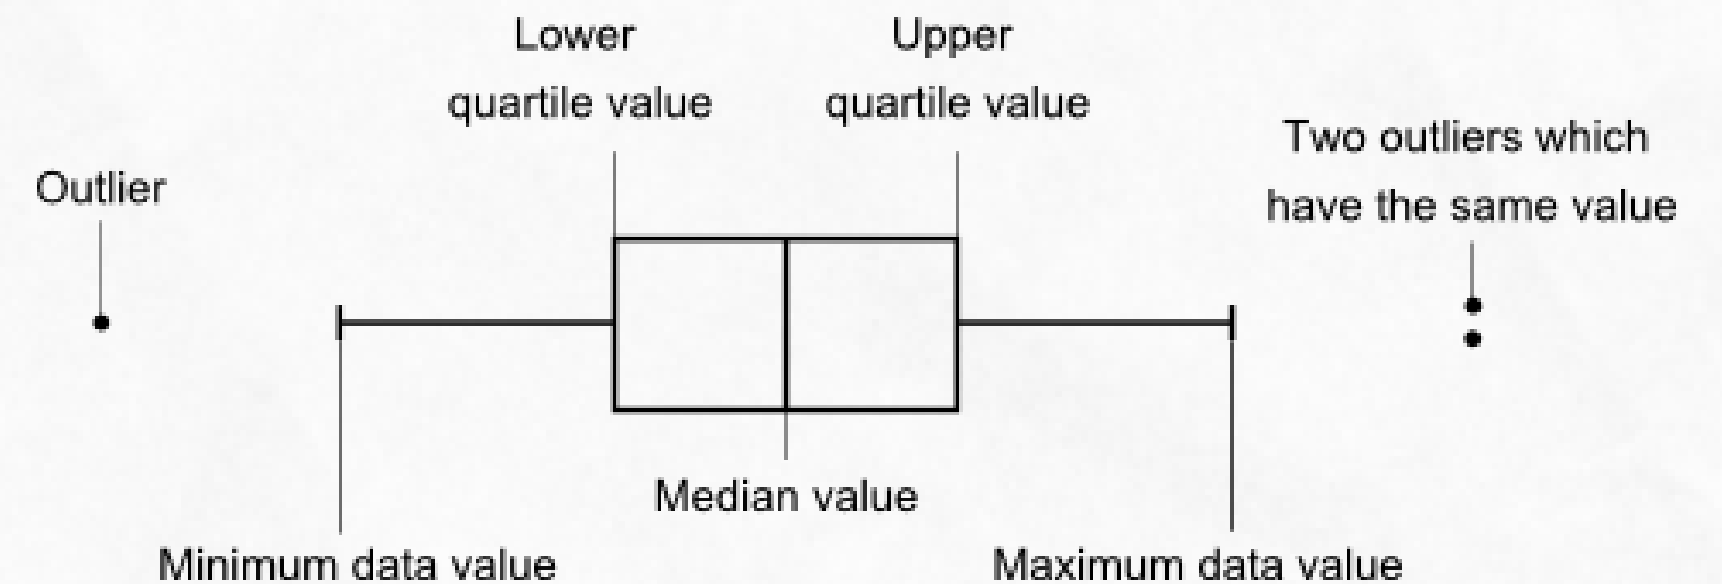 Lower
quartile value
Upper
quartile value
Two outliers which
have the same value
Outlier
Median value
Minimum data value
Maximum data value